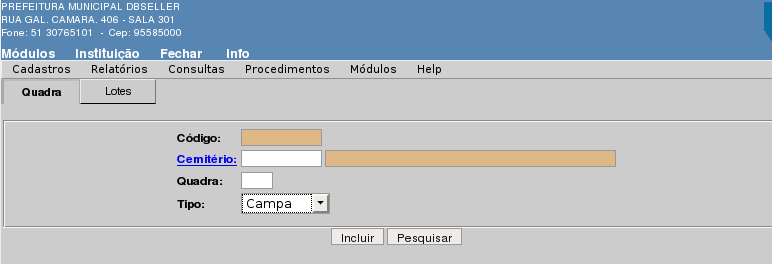 PREFEITURA MUNICIPAL DBSELLER
RUA GAL. CAMARA. 406 - SALA 301
Fone: 51 30765101 - Cep: 95585000
Módulos Instituição Fechar Info
Cadastros Relatórios Consultas Procedimentos Módulos Help
Quadra Lotes
Código:
Cemitério:
Quadra:
Tipo: Campa
Incluir Pesquisar